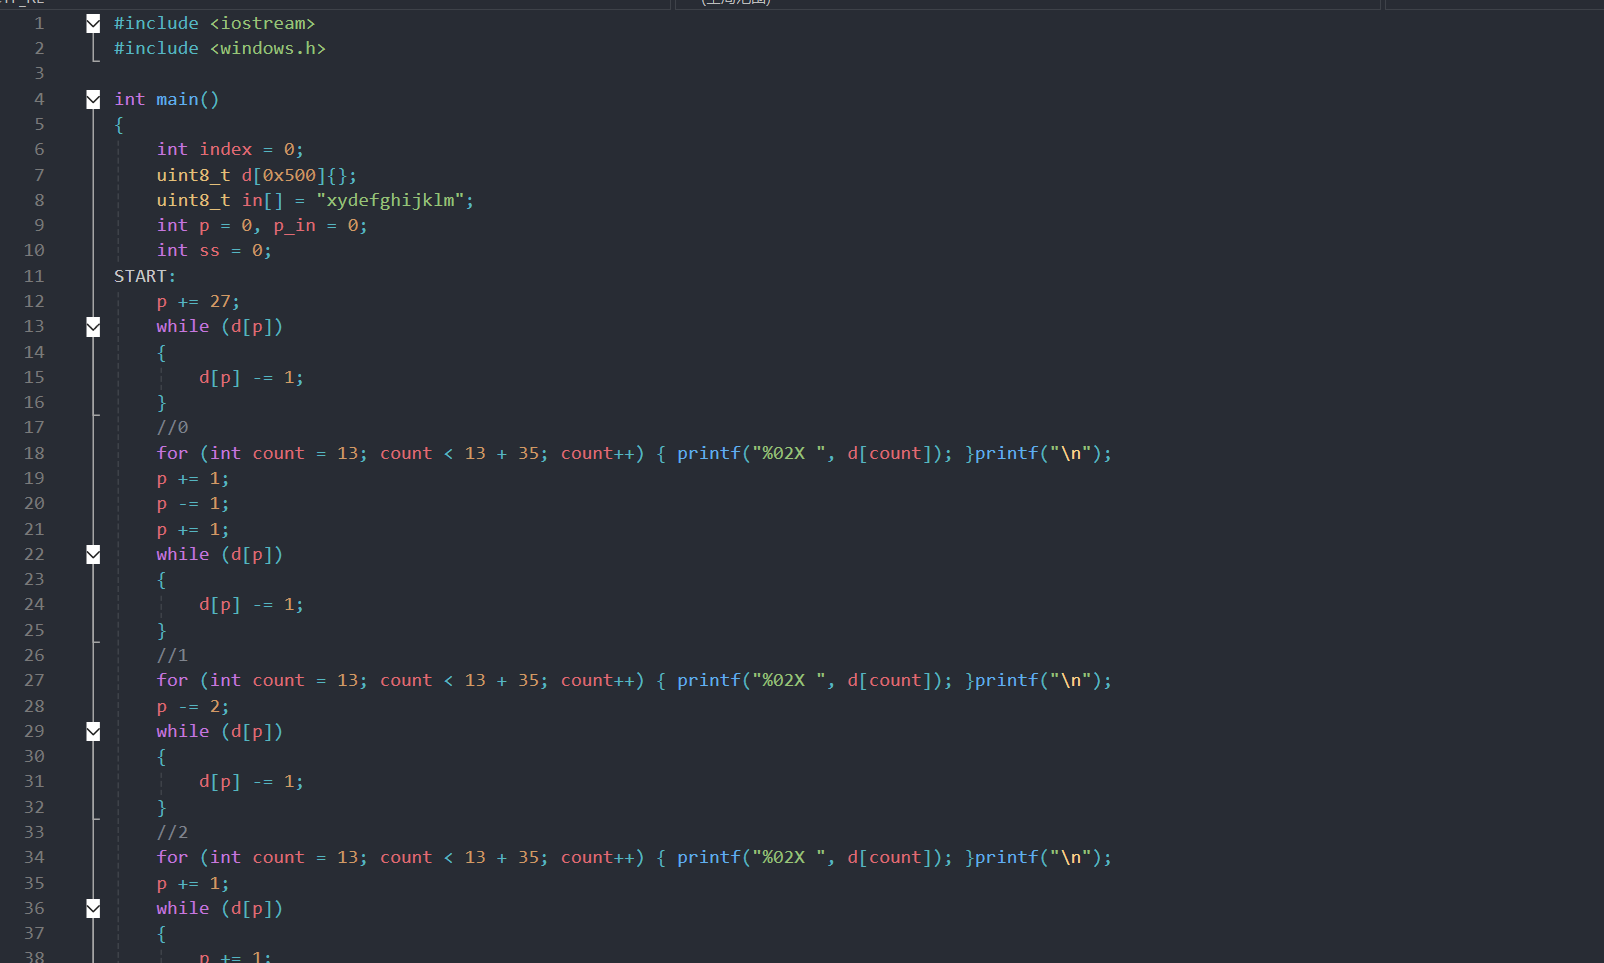 (全局范围)
1 #include <iostream>
2 #include <windows.h>
3
4 int main()
5 {
6 int index = 0;
7 uint8_t d[0x500]{};
8 uint8_t in[] = "xydefghijklm";
9 int p = 0, p_in = 0;
10 int ss = 0;
11 START:
12 p += 27;
13 while (d[p])
14 {
15 d[p] -= 1;
16 }
17 //0
18 for (int count = 13; count < 13 + 35; count++) { printf("%02X ", d[count]); }printf("\n");
19 p += 1;
20 p -= 1;
21 p += 1;
22 while (d[p])
23 {
24 d[p] -= 1;
25 }
26 //1
27 for (int count = 13; count < 13 + 35; count++) { printf("%02X ", d[count]); }printf("\n");
28 p -= 2;
29 while (d[p])
30 {
31 d[p] -= 1;
32 }
33 //2
34 for (int count = 13; count < 13 + 35; count++) { printf("%02X ", d[count]); }printf("\n");
35 p += 1;
36 while (d[p])
37 {
38 p += 1;